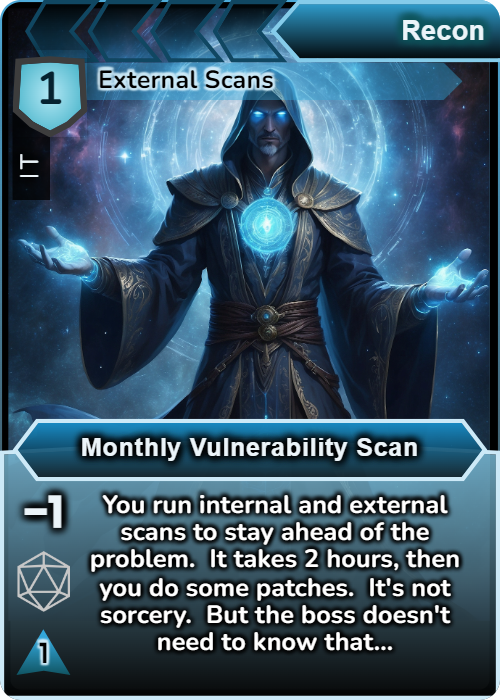 Recon
1
External Scans
IT
Monthly Vulnerability Scan
-1
You run internal and external
scans to stay ahead of the
problem.  It takes 2 hours, then
you do some patches.  It's not
sorcery.  But the boss doesn't
need to know that...
1